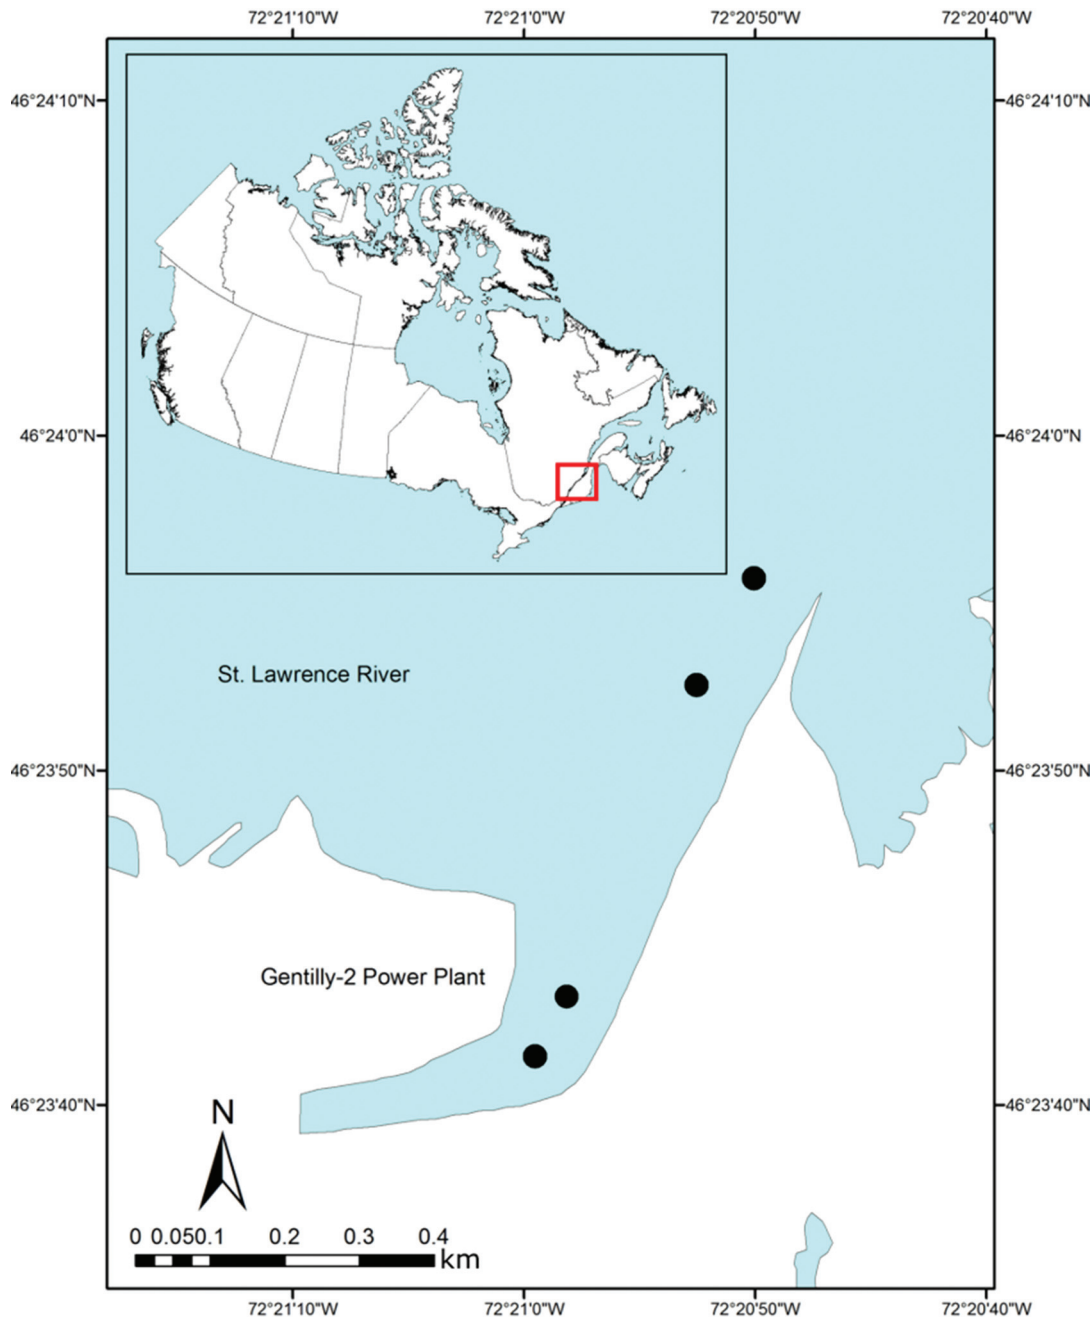 72°21'10"W 72°21'0"W 72°20'50"W 72°20'40"W
46°24'10"N 46°24'10"N
46°24'0"N 46°24'0"N
St. Lawrence River
46°23'50"N 46°23'50"N
Gentilly-2 Power Plant
46°23'40"N 46°23'40"N
N
0 0.050.1 0.2 0.3 0.4
km
72°21'10"W 72°21'0"W 72°20'50"W 72°20'40"W